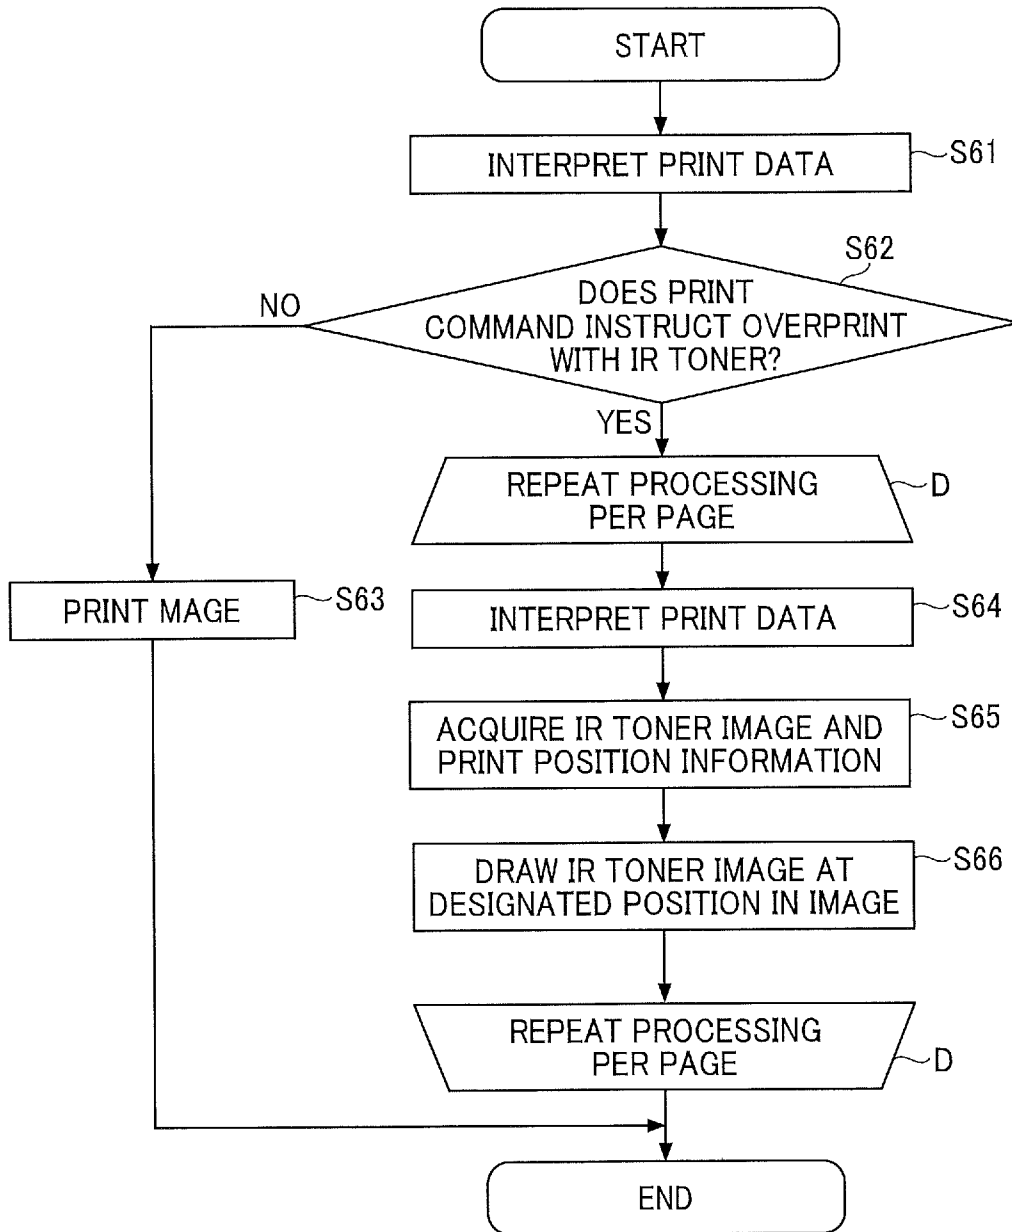 START
INTERPRET PRINT DATA
S61
S62
DOES PRINT
COMMAND INSTRUCT OVERPRINT
WITH IR TONER?
NO
YES
REPEAT PROCESSING
PER PAGE
D
PRINT MAGE
S63
INTERPRET PRINT DATA
S64
ACQUIRE IR TONER IMAGE AND
PRINT POSITION INFORMATION
S65
DRAW IR TONER IMAGE AT
DESIGNATED POSITION IN IMAGE
S66
REPEAT PROCESSING
PER PAGE
D
END